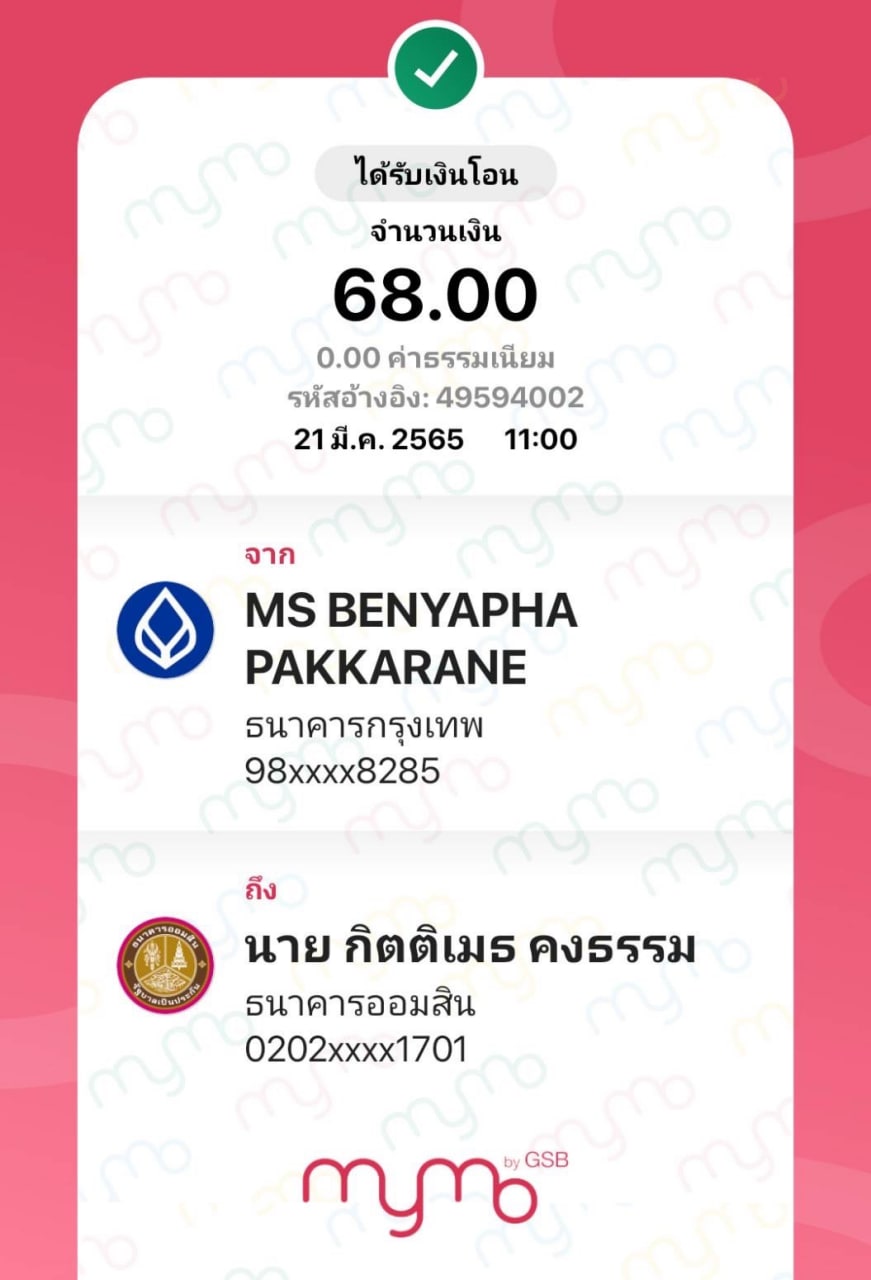 ได้รับเงินโอน
จำนวนเงิน
68.00
0.00 ค่าธรรมเนียม
รหัสอ้างอิง: 49594002
21 มี.ค. 2565 11:00
จาก
MS BENYAPHA
PAKKARANE
ธนาคารกรุงเทพ
98xxxx8285
ถึง
นาย กิตติเมธ คงธรรม
ธนาคารออมสิน
รัฐบาลเป็นประกัน
ธนาคารออมสิน
0202xxxx1701
mymo by GSB